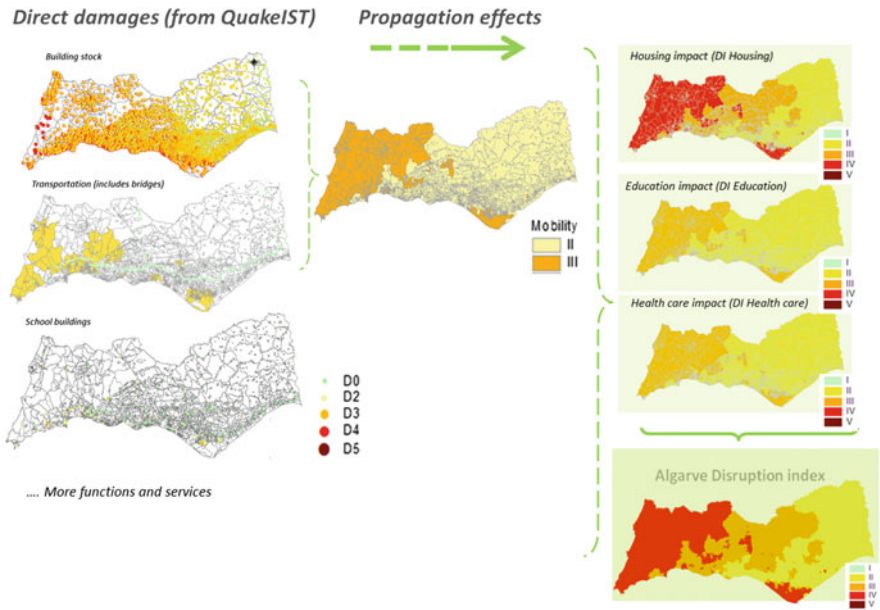 Direct damages (from QuakeIST)
Propagation effects
Building stock
Transportation (includes bridges)
School buildings
D0
D2
D3
D4
D5
.... More functions and services
Mobility
II
III
Housing impact (DI Housing)
I
II
III
IV
V
Education impact (DI Education)
I
II
III
IV
V
Health care impact (DI Health care)
I
II
III
IV
V
Algarve Disruption index
I
II
III
IV
V